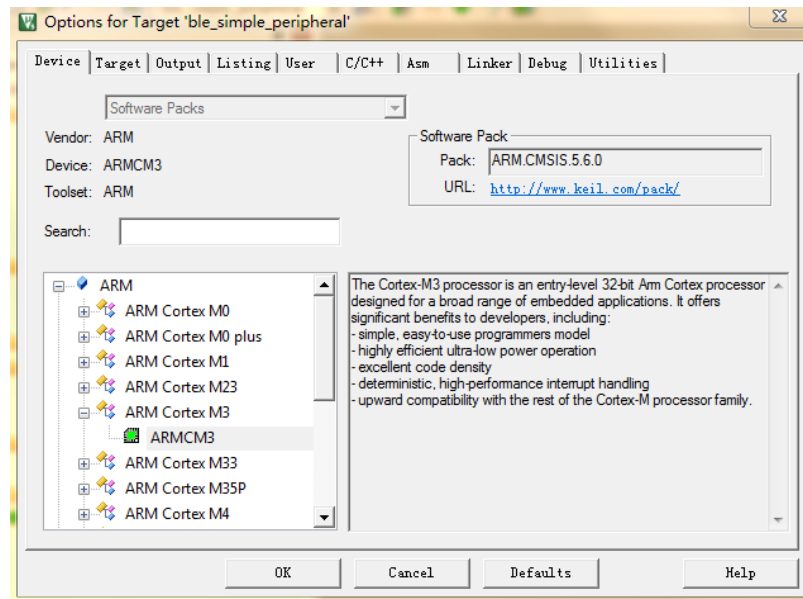 Options for Target 'ble_simple_peripheral'
Device Target Output Listing User C/C++ Asm Linker Debug Utilities
Software Packs
Vendor: ARM
Device: ARMCM3
Toolset: ARM
Search:
Software Pack
Pack: ARM.CMSIS.5.6.0
URL: http://www.keil.com/pack/
ARM
ARM Cortex M0
ARM Cortex M0 plus
ARM Cortex M1
ARM Cortex M23
ARM Cortex M3
ARMCM3
ARM Cortex M33
ARM Cortex M35P
ARM Cortex M4
The Cortex-M3 processor is an entry-level 32-bit Arm Cortex processor
designed for a broad range of embedded applications. It offers
significant benefits to developers, including:
- simple, easy-to-use programmers model
- highly efficient ultra-low power operation
- excellent code density
- deterministic, high-performance interrupt handling
- upward compatibility with the rest of the Cortex-M processor family.
OK Cancel Defaults Help